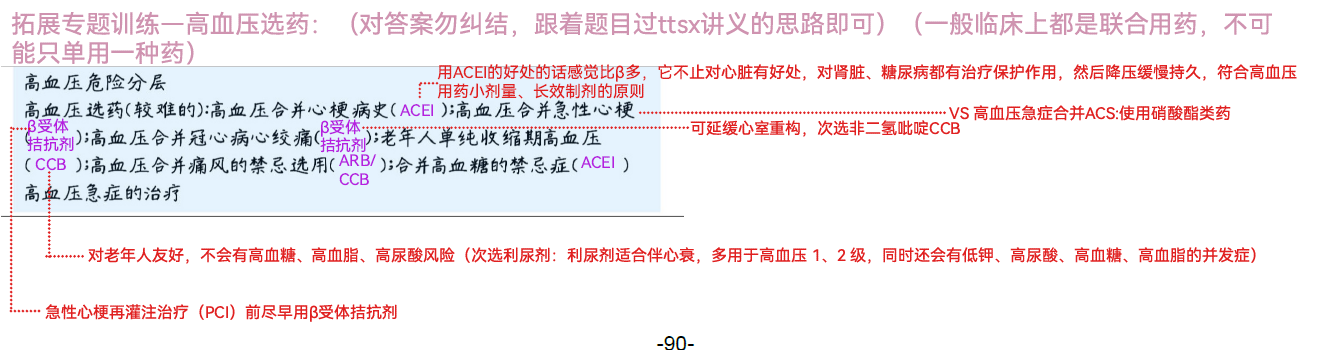 拓展专题训练—高血压选药：（对答案勿纠结，跟着题目过ttsx讲义的思路即可）（一般临床上都是联合用药，不可
能只单用一种药）
用ACEI的好处的话感觉比β多，它不止对心脏有好处，对肾脏、糖尿病都有治疗保护作用，然后降压缓慢持久，符合高血压
用药小剂量、长效制剂的原则
高血压危险分层
高血压选药(较难的):高血压合并心梗病史(ACEI);高血压合并急性心梗
VS 高血压急症合并ACS:使用硝酸酯类药
(β受体拮抗剂);高血压合并冠心病心绞痛(β受体拮抗剂);老年人单纯收缩期高血压
可延缓心室重构，次选非二氢吡啶CCB
(CCB);高血压合并痛风的禁忌选用(ARB/CCB);合并高血糖的禁忌症(ACEI)
高血压急症的治疗
对老年人友好，不会有高血糖、高血脂、高尿酸风险（次选利尿剂：利尿剂适合伴心衰，多用于高血压 1、2 级，同时还会有低钾、高尿酸、高血糖、高血脂的并发症）
急性心梗再灌注治疗（PCI）前尽早用β受体拮抗剂
-90-